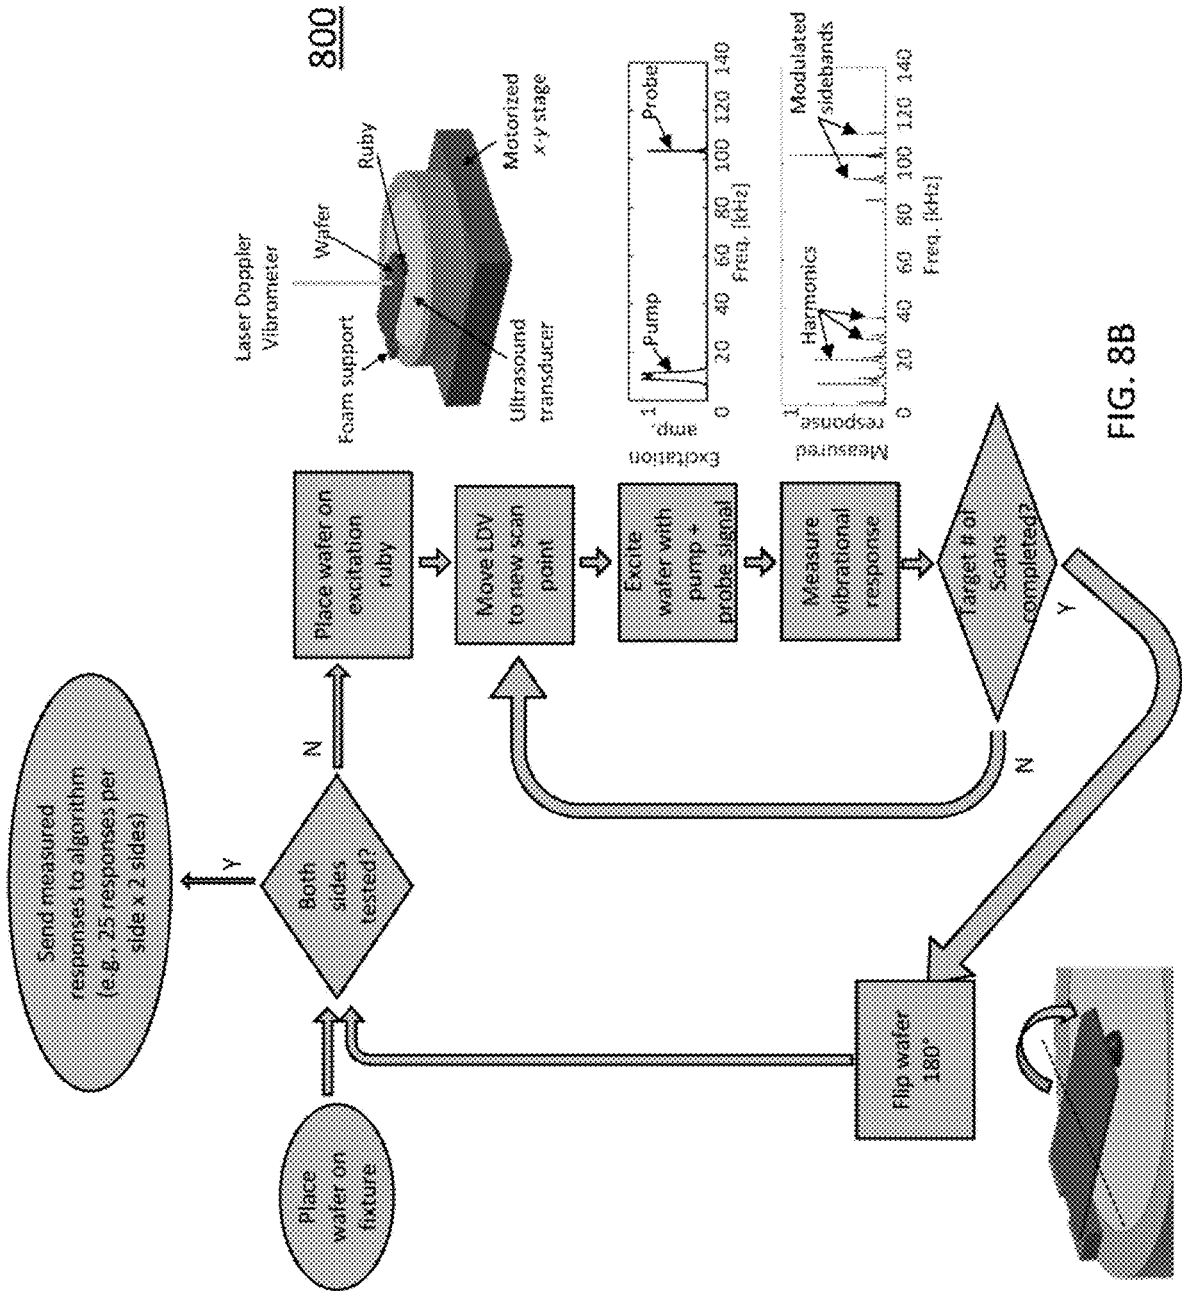 800
Send measured
responses to algorithm
(e.g., 25 responses per
side x 2 sides)
Y
Place
wafer on
fixture
Both
sides
tested?
N
Place wafer on
excitation
ruby
Move LDV
to new scan
point
Excite
wafer with
pump +
probe signal
Measure
vibrational
response
Target # of
Scans
completed?
N
Y
Flip wafer
180°
Laser Doppler
Vibrometer
Wafer
Ruby
Foam support
Ultrasound
transducer
Motorized
x-y stage
Excitation
amp.
1
Pump
Probe
0 20 40 60 80 100 120 140
Freq. [kHz]
Measured
response
1
Harmonics
Modulated
sidebands
0 20 40 60 80 100 120 140
Freq. [kHz]
FIG. 8B